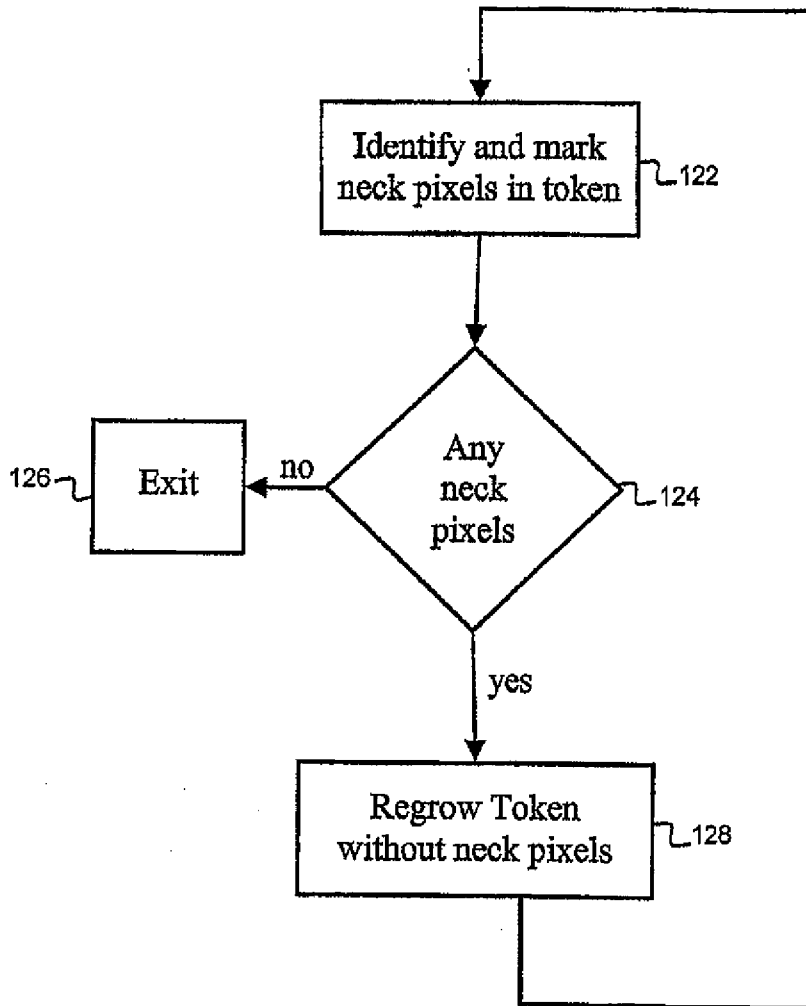 Identify and mark
neck pixels in token
122
Any
neck
pixels
124
no
Exit
126
yes
Regrow Token
without neck pixels
128